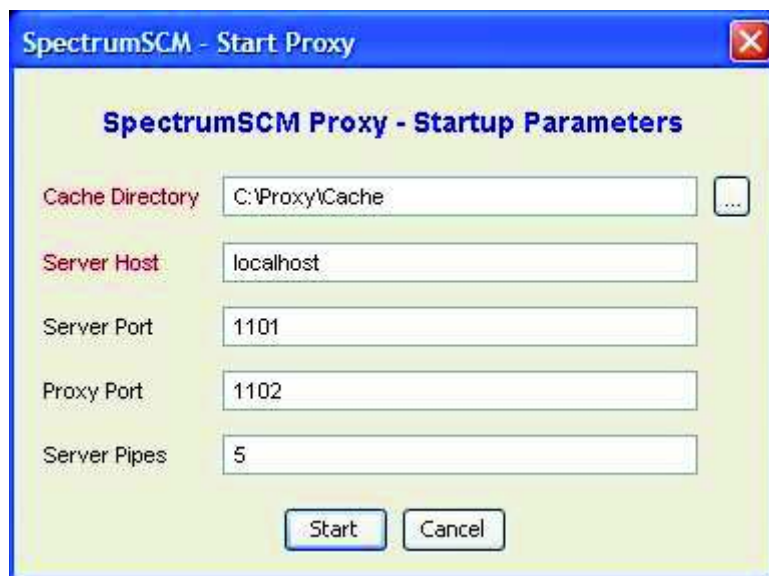 SpectrumSCM - Start Proxy
SpectrumSCM Proxy - Startup Parameters
Cache Directory C:\Proxy\Cache ...
Server Host localhost
Server Port 1101
Proxy Port 1102
Server Pipes 5
Start Cancel